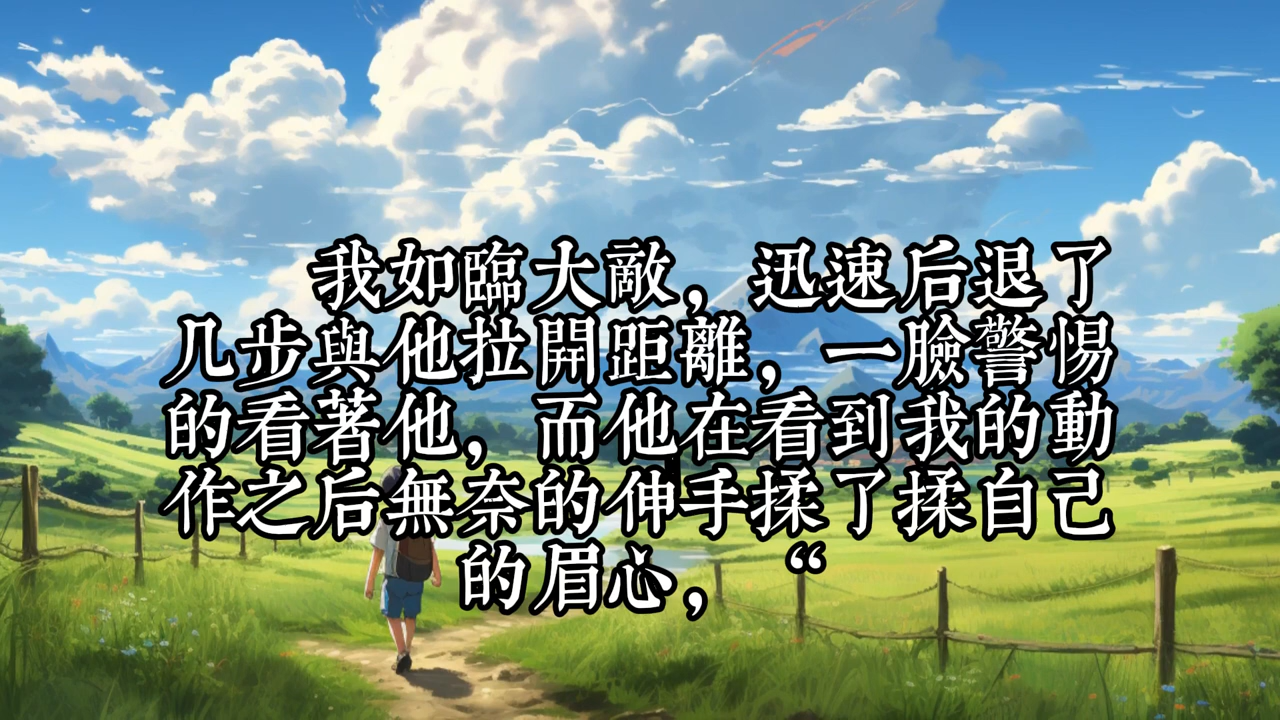 我如臨大敵，迅速后退了
几步與他拉開距離，一臉警惕
的看著他，而他在看到我的動
作之后無奈的伸手揉了揉自己
的眉心，“